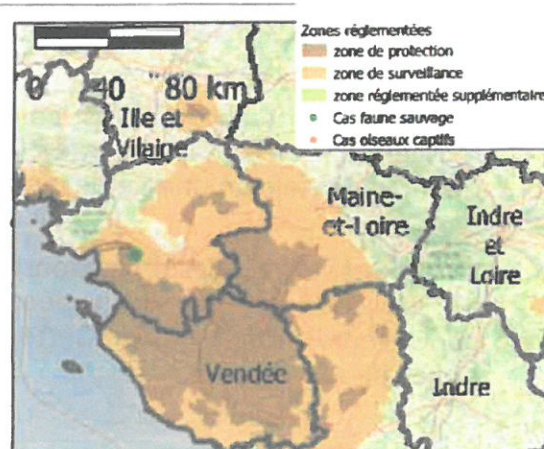 Zones réglementées
zone de protection
zone de surveillance
zone réglementée supplémentaire
Cas faune sauvage
Cas oiseaux captifs
0 40 80 km
Ille et
Vilaine
Maine-
et-Loire
Indre
et
Loire
Vendée
Indre